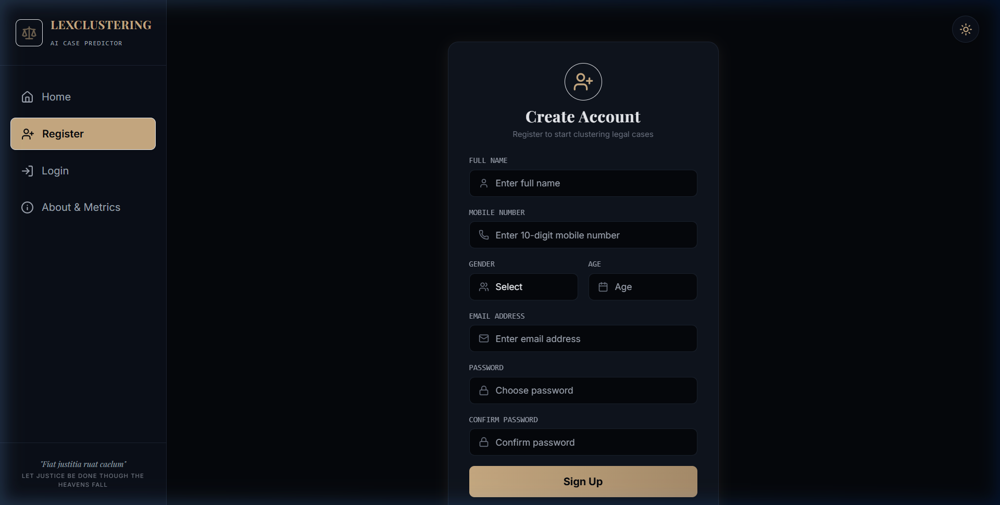 LEXCLUSTERING
AI CASE PREDICTOR
Home
Register
Login
About & Metrics
"Fiat justitia ruat caelum"
LET JUSTICE BE DONE THOUGH THE
HEAVENS FALL
Create Account
Register to start clustering legal cases
FULL NAME
Enter full name
MOBILE NUMBER
Enter 10-digit mobile number
GENDER
Select
AGE
Age
EMAIL ADDRESS
Enter email address
PASSWORD
Choose password
CONFIRM PASSWORD
Confirm password
Sign Up